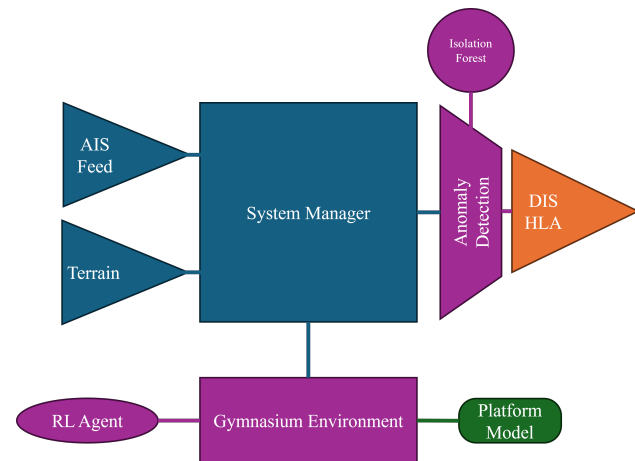 Isolation
Forest
AIS
Feed
System Manager
Anomaly
Detection
DIS
HLA
Terrain
RL Agent
Gymnasium Environment
Platform
Model